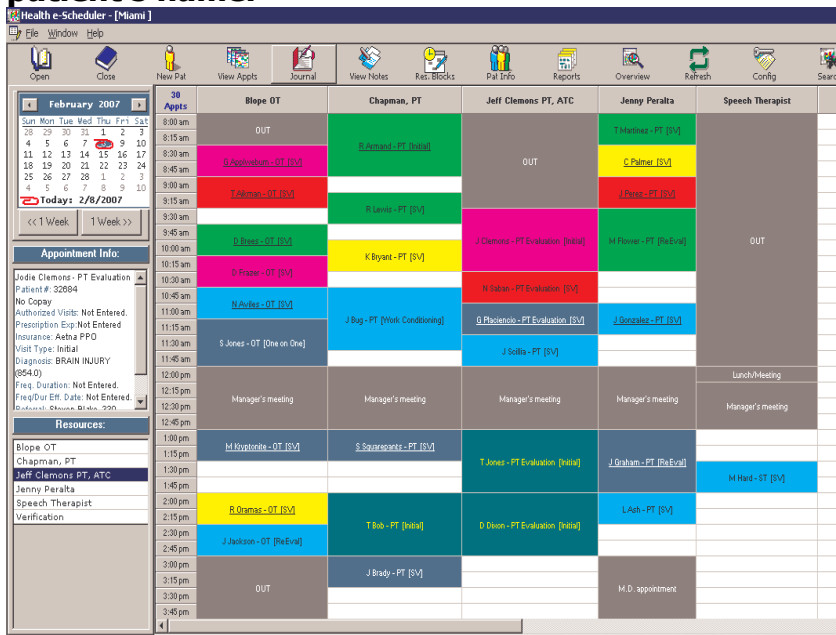 patient's name.
Health e-Scheduler - [Miami ]
File Window Help
Open Close New Pat View Appts Journal View Notes Res. Blocks Pat Info Reports Overview Refresh Config
February 2007
Sun Mon Tue Wed Thu Fri Sat
28 29 30 31 1 2 3
4 5 6 7 8 9 10
11 12 13 14 15 16 17
18 19 20 21 22 23 24
25 26 27 28 1 2 3
4 5 6 7 8 9 10
Today: 2/8/2007
<< 1 Week 1 Week >>
Appointment Info:
Jodie Clemons - PT Evaluation
Patient #: 32684
No Copay
Authorized Visits: Not Entered.
Prescription Exp:Not Entered
Insurance: Aetna PPO
Visit Type: Initial
Diagnosis: BRAIN INJURY
(854.0)
Freq. Duration: Not Entered.
Freq/Dur Eff. Date: Not Entered.
Resources:
Blope OT
Chapman, PT
Jeff Clemons PT, ATC
Jenny Peralta
Speech Therapist
Verification
30
Appts
Blope OT
Chapman, PT
Jeff Clemons PT, ATC
Jenny Peralta
Speech Therapist
8:00 am
8:15 am
8:30 am
8:45 am
9:00 am
9:15 am
9:30 am
9:45 am
10:00 am
10:15 am
10:30 am
10:45 am
11:00 am
11:15 am
11:30 am
11:45 am
12:00 pm
12:15 pm
12:30 pm
12:45 pm
1:00 pm
1:15 pm
1:30 pm
1:45 pm
2:00 pm
2:15 pm
2:30 pm
2:45 pm
3:00 pm
3:15 pm
3:30 pm
3:45 pm
OUT
G Appleveburn - OT [SV]
T Aikman - OT [SV]
D Brees - OT [SV]
D Frazer - OT [SV]
N Aviles - OT [SV]
S Jones - OT [One on One]
Manager's meeting
M Kryptonite - OT [SV]
R Oramas - OT [SV]
J Jackson - OT [ReEval]
OUT
R Armand - PT [Initial]
R Lewis - PT [SV]
K Bryant - PT [SV]
J Bug - PT [Work Conditioning]
Manager's meeting
S Squarepants - PT [SV]
T Bob - PT [Initial]
J Brady - PT [SV]
OUT
J Clemons - PT Evaluation [Initial]
N Saban - PT Evaluation [SV]
G Placiencio - PT Evaluation [SV]
J Scillia - PT [SV]
Manager's meeting
T Jones - PT Evaluation [Initial]
D Dixon - PT Evaluation [Initial]
T Martinez - PT [SV]
C Palmer [SV]
J Perez - PT [SV]
M Flower - PT [ReEval]
J Gonzalez - PT [SV]
Manager's meeting
J Graham - PT [ReEval]
L Ash - PT [SV]
M.D. appointment
OUT
Lunch/Meeting
Manager's meeting
M Hard - ST [SV]